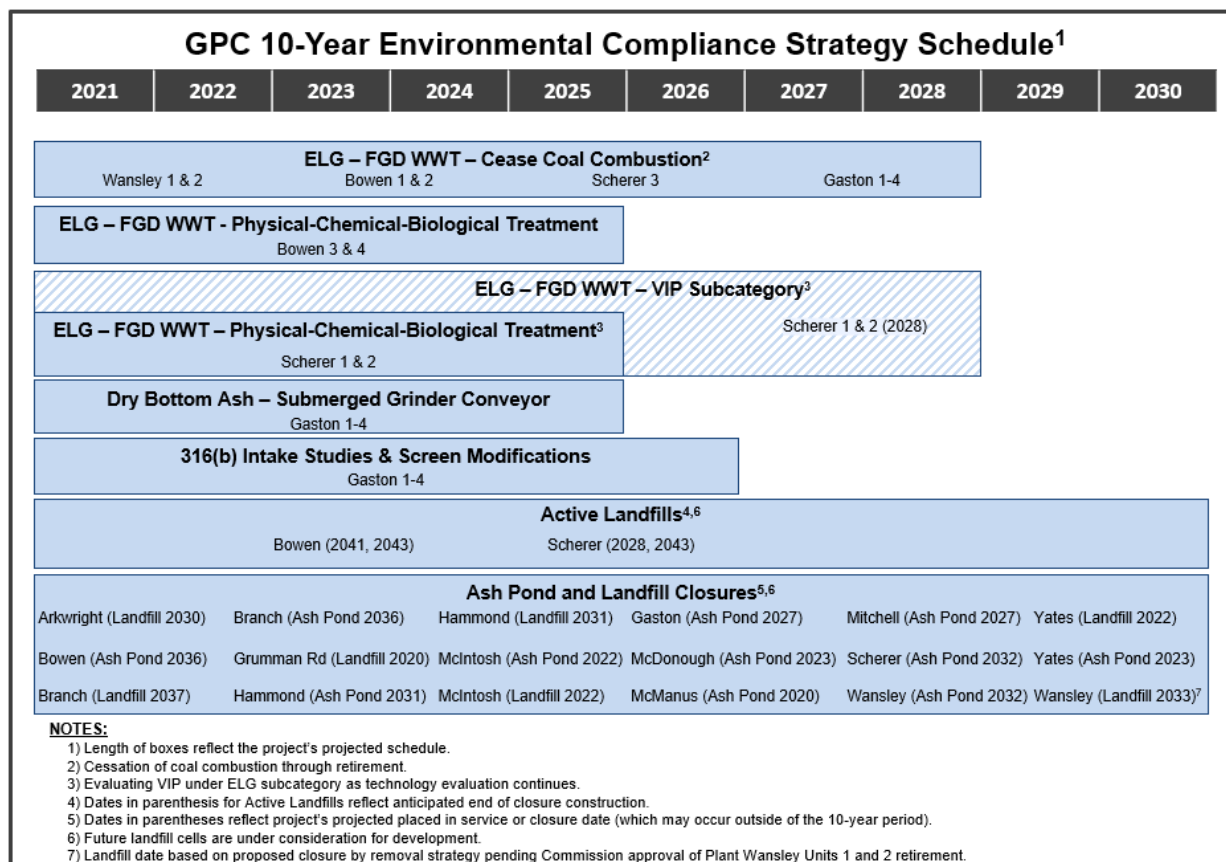 GPC 10-Year Environmental Compliance Strategy Schedule¹
2021 2022 2023 2024 2025 2026 2027 2028 2029 2030
ELG – FGD WWT – Cease Coal Combustion²
Wansley 1 & 2 Bowen 1 & 2 Scherer 3 Gaston 1-4
ELG – FGD WWT - Physical-Chemical-Biological Treatment
Bowen 3 & 4
ELG – FGD WWT – VIP Subcategory³
Scherer 1 & 2 (2028)
ELG – FGD WWT – Physical-Chemical-Biological Treatment³
Scherer 1 & 2
Dry Bottom Ash – Submerged Grinder Conveyor
Gaston 1-4
316(b) Intake Studies & Screen Modifications
Gaston 1-4
Active Landfills⁴,⁶
Bowen (2041, 2043) Scherer (2028, 2043)
Ash Pond and Landfill Closures⁵,⁶
Arkwright (Landfill 2030) Branch (Ash Pond 2036) Hammond (Landfill 2031) Gaston (Ash Pond 2027) Mitchell (Ash Pond 2027) Yates (Landfill 2022)
Bowen (Ash Pond 2036) Grumman Rd (Landfill 2020) McIntosh (Ash Pond 2022) McDonough (Ash Pond 2023) Scherer (Ash Pond 2032) Yates (Ash Pond 2023)
Branch (Landfill 2037) Hammond (Ash Pond 2031) McIntosh (Landfill 2022) McManus (Ash Pond 2020) Wansley (Ash Pond 2032) Wansley (Landfill 2033)⁷
NOTES:
1) Length of boxes reflect the project's projected schedule.
2) Cessation of coal combustion through retirement.
3) Evaluating VIP under ELG subcategory as technology evaluation continues.
4) Dates in parenthesis for Active Landfills reflect anticipated end of closure construction.
5) Dates in parentheses reflect project's projected placed in service or closure date (which may occur outside of the 10-year period).
6) Future landfill cells are under consideration for development.
7) Landfill date based on proposed closure by removal strategy pending Commission approval of Plant Wansley Units 1 and 2 retirement.